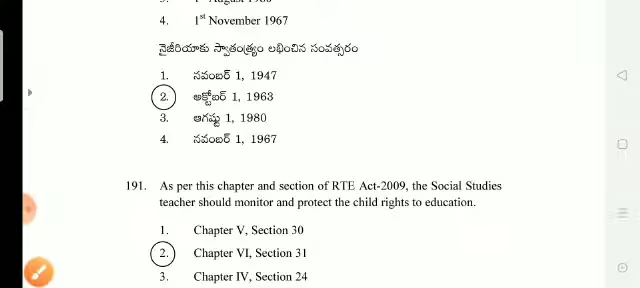 4. 1st November 1967
నైజీరియాకు స్వాతంత్ర్యం లభించిన సంవత్సరం
1. నవంబర్ 1, 1947
2. అక్టోబర్ 1, 1963
3. ఆగష్టు 1, 1980
4. నవంబర్ 1, 1967
191. As per this chapter and section of RTE Act-2009, the Social Studies
teacher should monitor and protect the child rights to education.
1. Chapter V, Section 30
2. Chapter VI, Section 31
3. Chapter IV, Section 24